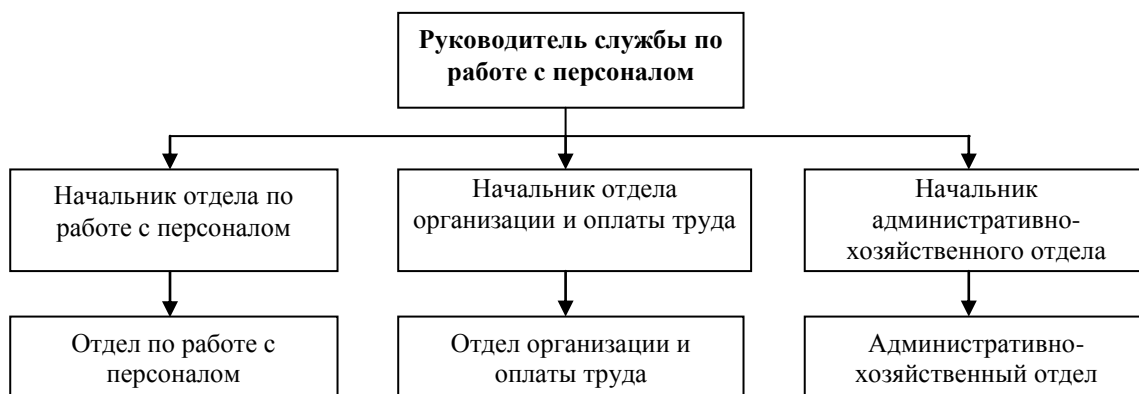 Руководитель службы по
работе с персоналом
Начальник отдела по
работе с персоналом
Начальник отдела
организации и оплаты труда
Начальник
административно-
хозяйственного отдела
Отдел по работе с
персоналом
Отдел организации и
оплаты труда
Административно-
хозяйственный отдел